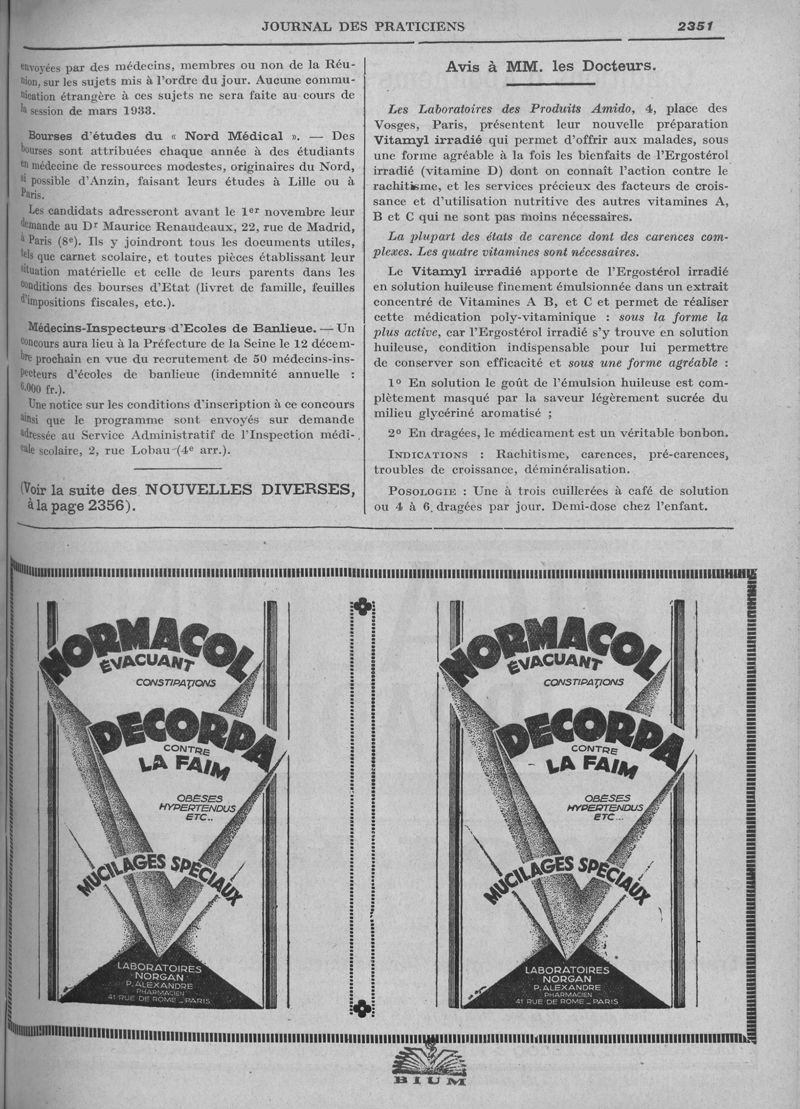 JOURNAL DES PRATICIENS
2351
envoyées par des médecins, membres ou non de la Réu-
nion, sur les sujets mis à l'ordre du jour. Aucune commu-
nication étrangère à ces sujets ne sera faite au cours de
la session de mars 1933.
Bourses d'études du « Nord Médical ». — Des
bourses sont attribuées chaque année à des étudiants
en médecine de ressources modestes, originaires du Nord,
si possible d'Anzin, faisant leurs études à Lille ou à
Paris.
Les candidats adresseront avant le 1er novembre leur
demande au Dr Maurice Renaudeaux, 22, rue de Madrid,
à Paris (8e). Ils y joindront tous les documents utiles,
tels que carnet scolaire, et toutes pièces établissant leur
situation matérielle et celle de leurs parents dans les
conditions des bourses d'Etat (livret de famille, feuilles
d'impositions fiscales, etc.).
Médecins-Inspecteurs d'Ecoles de Banlieue. — Un
concours aura lieu à la Préfecture de la Seine le 12 décem-
bre prochain en vue du recrutement de 50 médecins-ins-
pecteurs d'écoles de banlieue (indemnité annuelle :
6.000 fr.).
Une notice sur les conditions d'inscription à ce concours
ainsi que le programme sont envoyés sur demande
adressée au Service Administratif de l'Inspection médi-
cale scolaire, 2, rue Lobau (4e arr.).
(Voir la suite des NOUVELLES DIVERSES,
à la page 2356).
Avis à MM. les Docteurs.
Les Laboratoires des Produits Amido, 4, place des
Vosges, Paris, présentent leur nouvelle préparation
Vitamyl irradié qui permet d'offrir aux malades, sous
une forme agréable à la fois les bienfaits de l'Ergostérol
irradié (vitamine D) dont on connaît l'action contre le
rachitisme, et les services précieux des facteurs de crois-
sance et d'utilisation nutritive des autres vitamines A,
B et C qui ne sont pas moins nécessaires.
La plupart des états de carence dont des carences com-
plexes. Les quatre vitamines sont nécessaires.
Le Vitamyl irradié apporte de l'Ergostérol irradié
en solution huileuse finement émulsionnée dans un extrait
concentré de Vitamines A B, et C et permet de réaliser
cette médication poly-vitaminique : sous la forme la
plus active, car l'Ergostérol irradié s'y trouve en solution
huileuse, condition indispensable pour lui permettre
de conserver son efficacité et sous une forme agréable :
1o En solution le goût de l'émulsion huileuse est com-
plètement masqué par la saveur légèrement sucrée du
milieu glycériné aromatisé ;
2o En dragées, le médicament est un véritable bonbon.
INDICATIONS : Rachitisme, carences, pré-carences,
troubles de croissance, déminéralisation.
POSOLOGIE : Une à trois cuillerées à café de solution
ou 4 à 6 dragées par jour. Demi-dose chez l'enfant.
NORMACOL
ÉVACUANT
CONSTIPATIONS
DECORPA
CONTRE
LA FAIM
OBÈSES
HYPERTENDUS
ETC..
MUCILAGES SPÉCIAUX
LABORATOIRES
NORGAN
P. ALEXANDRE
PHARMACIEN
41 RUE DE ROME _ PARIS
NORMACOL
ÉVACUANT
CONSTIPATIONS
DECORPA
CONTRE
LA FAIM
OBÈSES
HYPERTENDUS
ETC...
MUCILAGES SPÉCIAUX
LABORATOIRES
NORGAN
P. ALEXANDRE
PHARMACIEN
41 RUE DE ROME _ PARIS
BIUM